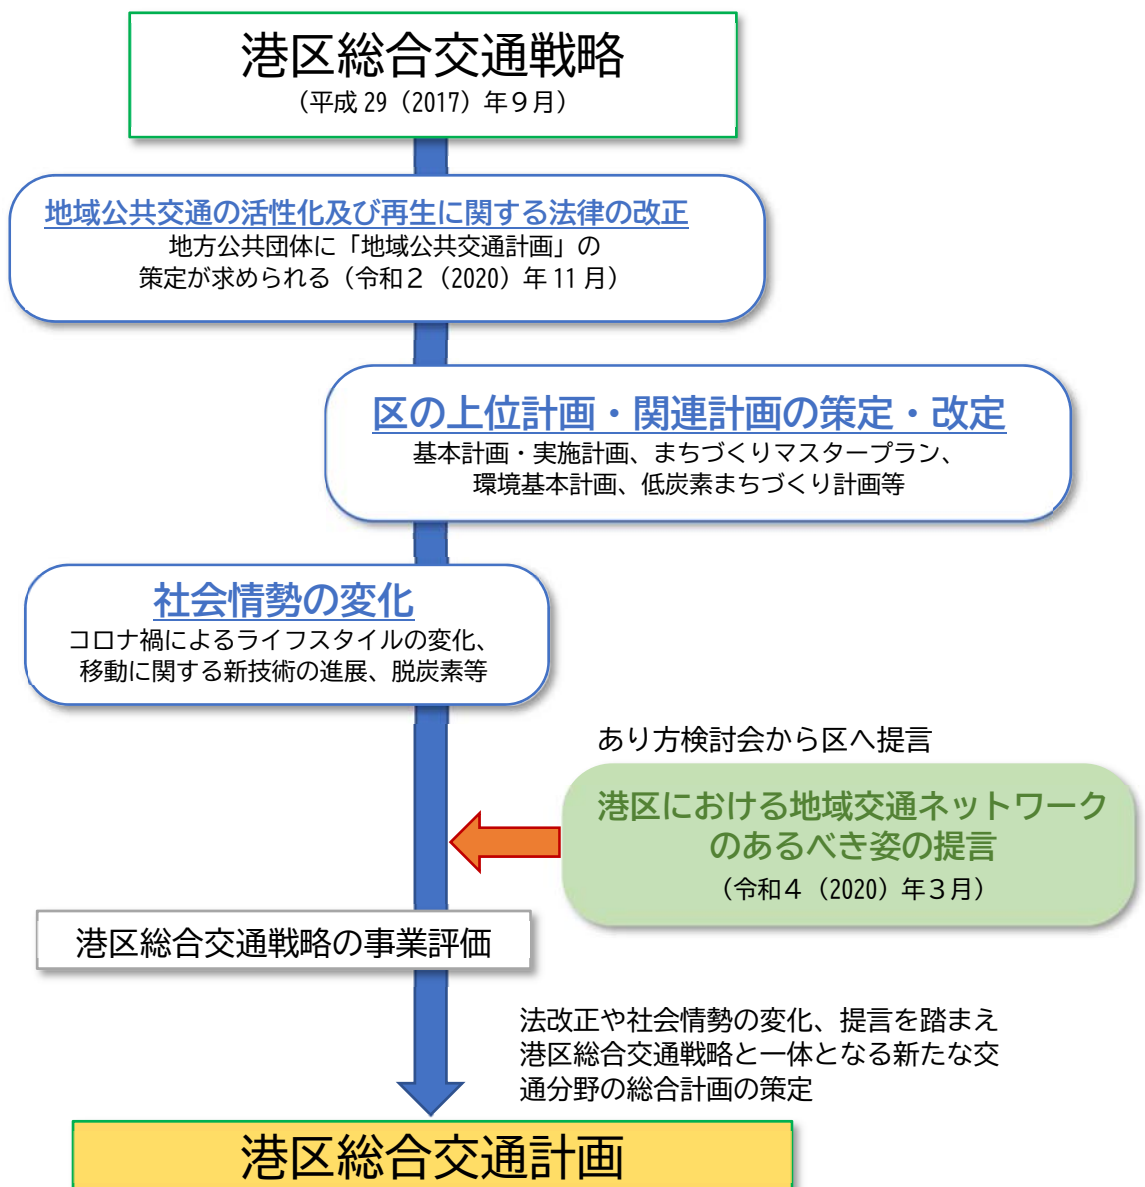 港区総合交通戦略
（平成 29（2017）年９月）
地域公共交通の活性化及び再生に関する法律の改正
地方公共団体に「地域公共交通計画」の
策定が求められる（令和２（2020）年 11 月）
区の上位計画・関連計画の策定・改定
基本計画・実施計画、まちづくりマスタープラン、
環境基本計画、低炭素まちづくり計画等
社会情勢の変化
コロナ禍によるライフスタイルの変化、
移動に関する新技術の進展、脱炭素等
あり方検討会から区へ提言
港区における地域交通ネットワーク
のあるべき姿の提言
（令和４（2020）年３月）
港区総合交通戦略の事業評価
法改正や社会情勢の変化、提言を踏まえ
港区総合交通戦略と一体となる新たな交
通分野の総合計画の策定
港区総合交通計画